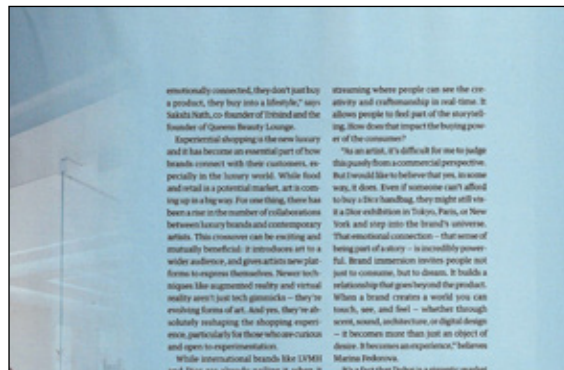 emotionally connected, they don't just buy
a product, they buy into a lifestyle," says
Sakshi Nath, co-founder of and the
founder of Queens Beauty Lounge.
Experiential shopping is the new luxury
and it has become an essential part of how
brands connect with their customers, es-
pecially in the luxury world. While food
and retail is a potential market, art is com-
ing up in a big way. For one thing, there has
been a rise in the number of collaborations
between luxury brands and contemporary
artists. This crossover can be exciting and
mutually beneficial: it introduces art to a
wider audience, and gives artists new plat-
forms to express themselves. Newer tech-
niques like augmented reality and virtual
reality aren't just tech gimmicks – they're
evolving forms of art. And yes, they're ab-
solutely reshaping the shopping experi-
ence, particularly for those who are curious
and open to experimentation.
While international brands like LVMH
and Dior are already nailing it when it
streaming where people can see the cre-
ativity and craftsmanship in real-time. It
allows people to feel part of the storytell-
ing. How does that impact the buying pow-
er of the consumer?
"As an artist, it's difficult for me to judge
this purely from a commercial perspective.
But I would like to believe that yes, in some
way, it does. Even if someone can't afford
to buy a Dior handbag, they might still vis-
it a Dior exhibition in Tokyo, Paris, or New
York and step into the brand's universe.
That emotional connection – that sense of
being part of a story – is incredibly power-
ful. Brand immersion invites people not
just to consume, but to dream. It builds a
relationship that goes beyond the product.
When a brand creates a world you can
touch, see, and feel – whether through
scent, sound, architecture, or digital design
– it becomes more than just an object of
desire. It becomes an experience," believes
Marina Fedorova.
It's a fact that Dubai is a gigantic market